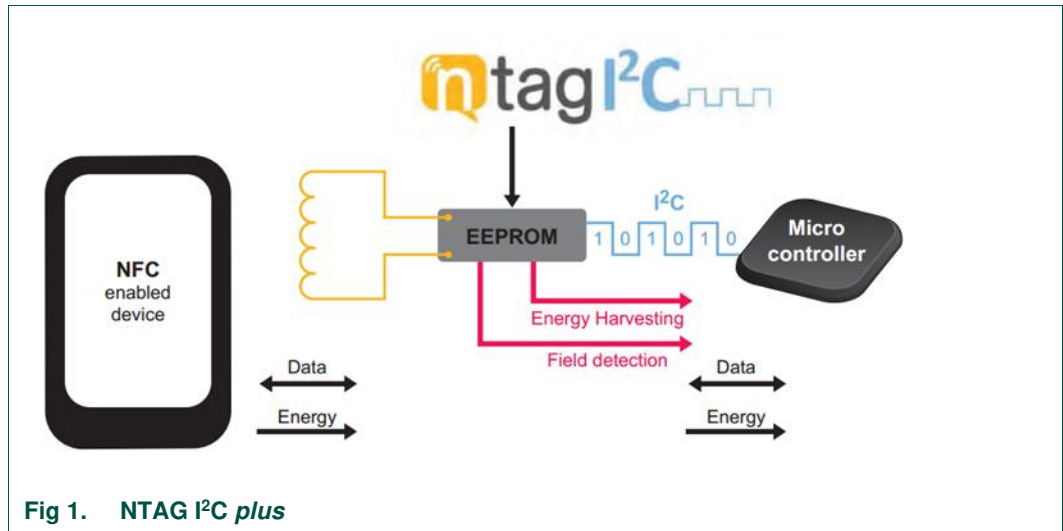 ntag I²C
I²C
EEPROM
1 0 1 0 1 0
Micro
controller
NFC
enabled
device
Energy Harvesting
Field detection
Data
Energy
Data
Energy
Fig 1. NTAG I²C plus